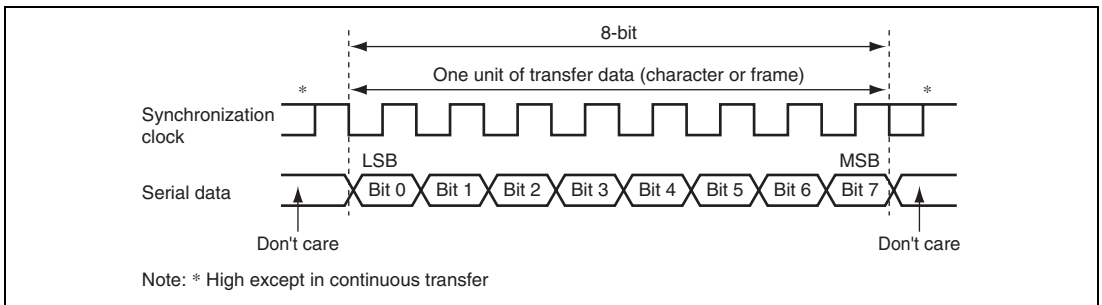 8-bit
One unit of transfer data (character or frame)
* *
Synchronization
clock
LSB MSB
Serial data
Bit 0 Bit 1 Bit 2 Bit 3 Bit 4 Bit 5 Bit 6 Bit 7
Don't care Don't care
Note: * High except in continuous transfer